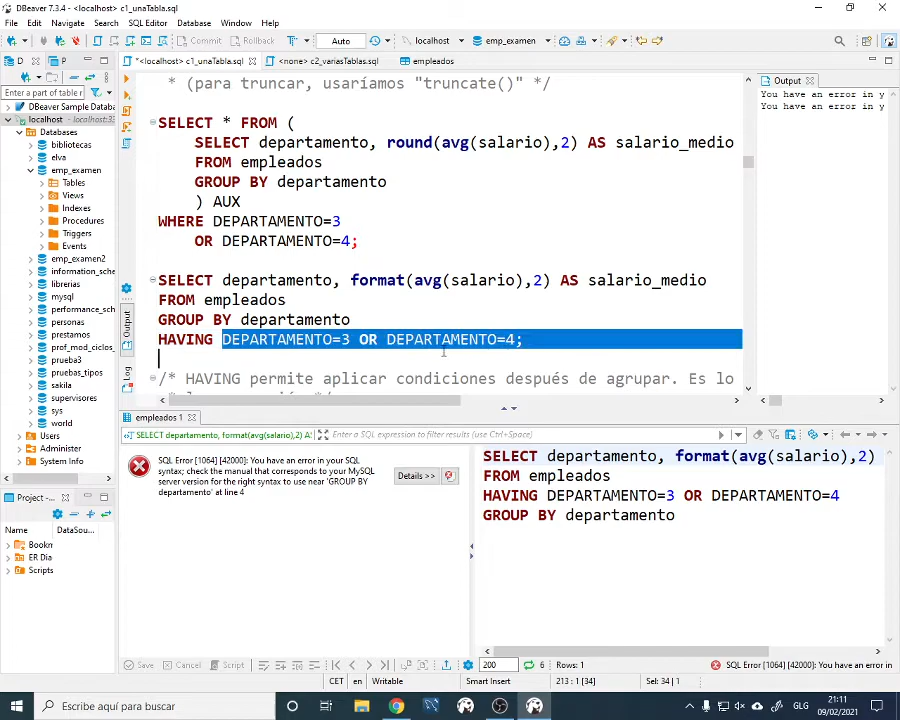 DBeaver 7.3.4 - <localhost> c1_unaTabla.sql
File Edit Navigate Search SQL Editor Database Window Help
Commit Rollback Auto localhost emp_examen
D P *<localhost> c1_unaTabla.sql <none> c2_variasTablas.sql empleados Output
Enter a part of table n
DBeaver Sample Databa
localhost
Databases
bibliotecas
elva
emp_examen
Tables
Views
Indexes
Procedures
Triggers
Events
emp_examen2
information_sche
librerias
mysql
performance_sch
personas
prestamos
prof_mod_ciclos_
prueba3
pruebas_tipos
sakila
supervisores
sys
world
Users
Administer
System Info
Output
Log
* (para truncar, usaríamos "truncate()" */
SELECT * FROM (
SELECT departamento, round(avg(salario),2) AS salario_medio
FROM empleados
GROUP BY departamento
) AUX
WHERE DEPARTAMENTO=3
OR DEPARTAMENTO=4;
SELECT departamento, format(avg(salario),2) AS salario_medio
FROM empleados
GROUP BY departamento
HAVING DEPARTAMENTO=3 OR DEPARTAMENTO=4;
/* HAVING permite aplicar condiciones después de agrupar. Es lo
You have an error in y
You have an error in y
empleados 1
SELECT departamento, format(avg(salario),2) A
Enter a SQL expression to filter results (use Ctrl+Space)
SQL Error [1064] (42000): You have an error in your SQL
syntax; check the manual that corresponds to your MySQL
server version for the right syntax to use near 'GROUP BY
departamento' at line 4
Details >>
SELECT departamento, format(avg(salario),2)
FROM empleados
HAVING DEPARTAMENTO=3 OR DEPARTAMENTO=4
GROUP BY departamento
Project -
Name DataSou...
Bookm
ER Dia
Scripts
Save Cancel Script 200 6 Rows: 1 SQL Error [1064] (42000): You have an error in
CET en Writable Smart Insert 213 : 1 [34] Sel: 34 | 1
Escribe aquí para buscar
GLG
21:11
09/02/2021